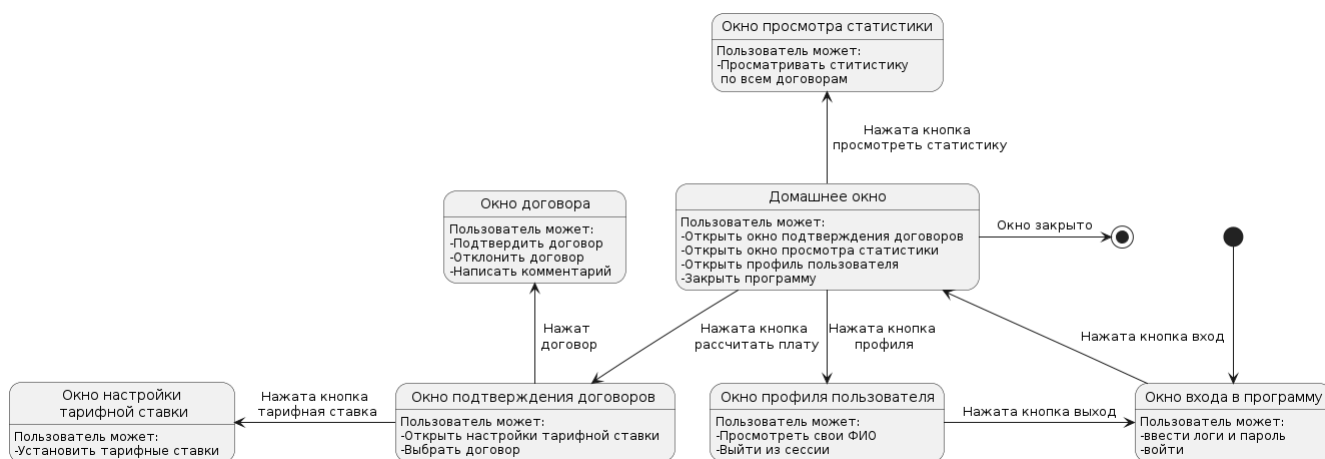 Окно просмотра статистики
Пользователь может:
-Просматривать ститистику
по всем договорам
Нажата кнопка
просмотреть статистику
Окно договора
Пользователь может:
-Подтвердить договор
-Отклонить договор
-Написать комментарий
Домашнее окно
Пользователь может:
-Открыть окно подтверждения договоров
-Открыть окно просмотра статистики
-Открыть профиль пользователя
-Закрыть программу
Окно закрыто
Нажат
договор
Нажата кнопка
рассчитать плату
Нажата кнопка
профиля
Нажата кнопка вход
Окно настройки
тарифной ставки
Пользователь может:
-Установить тарифные ставки
Нажата кнопка
тарифная ставка
Окно подтверждения договоров
Пользователь может:
-Открыть настройки тарифной ставки
-Выбрать договор
Окно профиля пользователя
Пользователь может:
-Просмотреть свои ФИО
-Выйти из сессии
Нажата кнопка выход
Окно входа в программу
Пользователь может:
-ввести логи и пароль
-войти